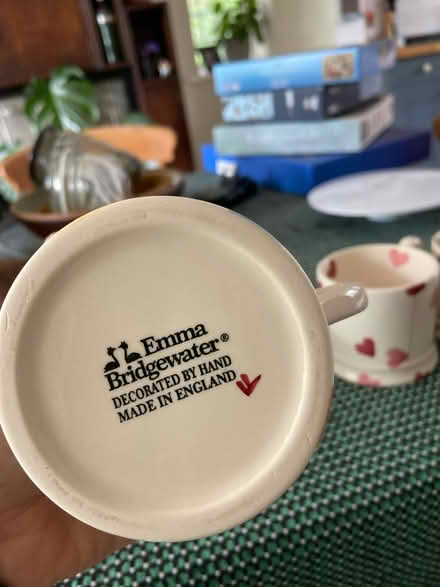 Emma
Bridgewater®
DECORATED BY HAND
MADE IN ENGLAND